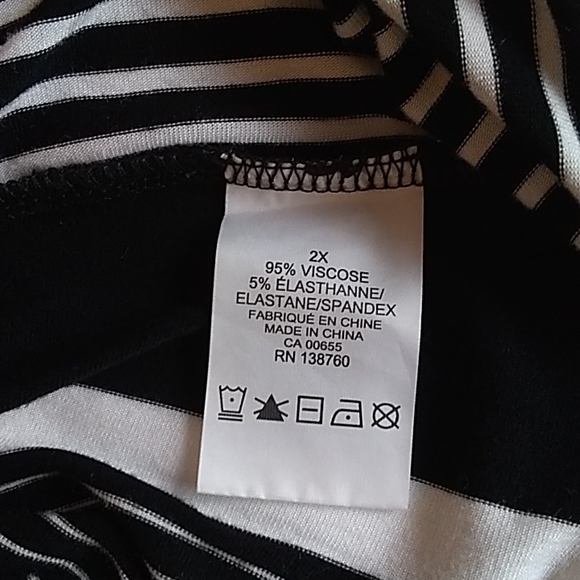 2X
95% VISCOSE
5% ÉLASTHANNE/
ELASTANE/SPANDEX
FABRIQUÉ EN CHINE
MADE IN CHINA
CA 00655
RN 138760